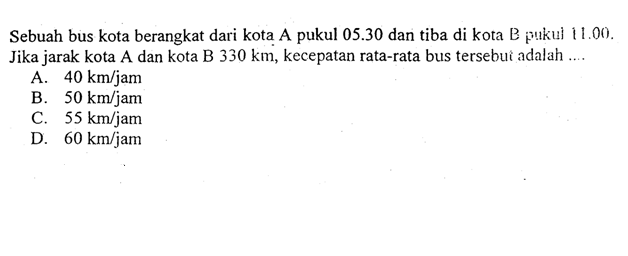 Sebuah bus kota berangkat dari kota A pukul 05.30 dan tiba di kota B pukul 11.00.
Jika jarak kota A dan kota B 330 km, kecepatan rata-rata bus tersebut adalah ....
A. 40 km/jam
B. 50 km/jam
C. 55 km/jam
D. 60 km/jam